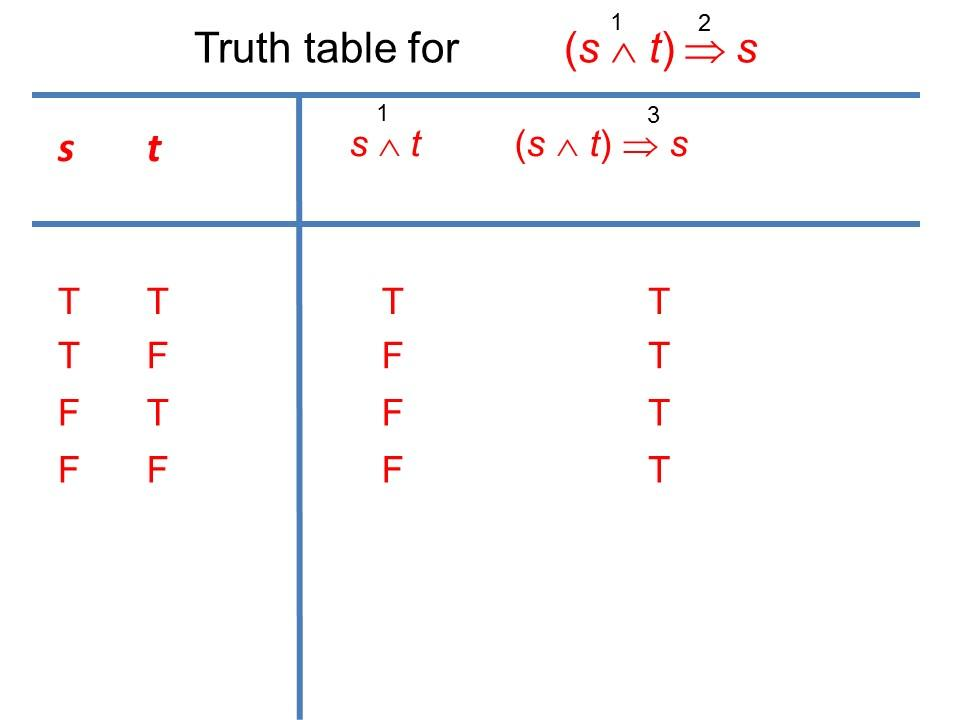 1 2
Truth table for (s ∧ t) ⇒ s
1 3
s t s ∧ t (s ∧ t) ⇒ s
T T T T
T F F T
F T F T
F F F T